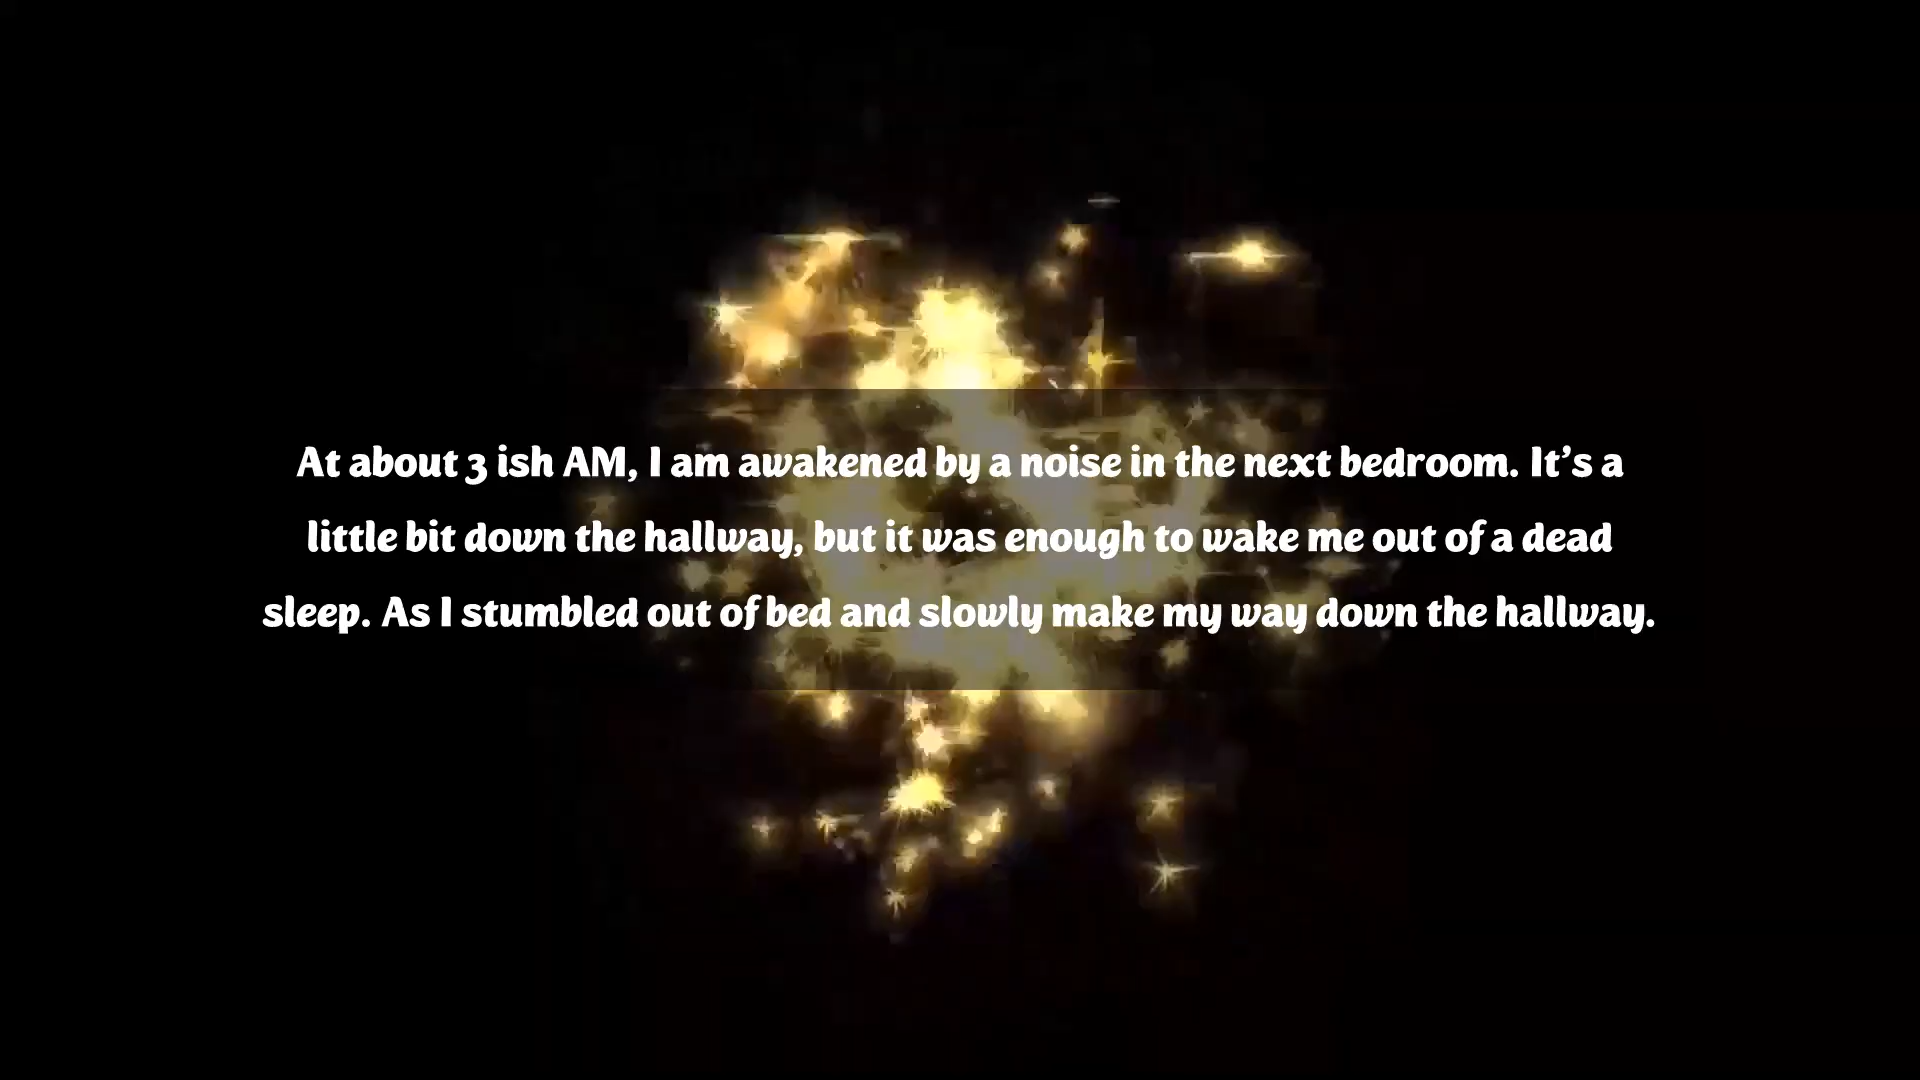 At about 3 ish AM, I am awakened by a noise in the next bedroom. It’s a
little bit down the hallway, but it was enough to wake me out of a dead
sleep. As I stumbled out of bed and slowly make my way down the hallway.